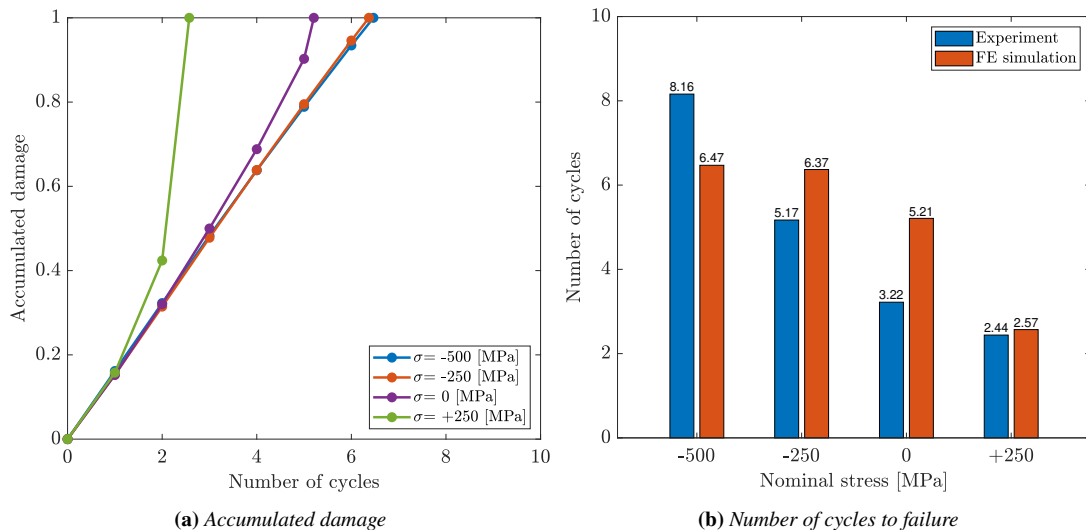 1
0.8
0.6
0.4
0.2
0
Accumulated damage
σ= -500 [MPa]
σ= -250 [MPa]
σ= 0 [MPa]
σ= +250 [MPa]
0 2 4 6 8 10
Number of cycles
(a) Accumulated damage
10
8
6
4
2
0
Number of cycles
Experiment
FE simulation
8.16
6.47
5.17
6.37
3.22
5.21
2.44
2.57
-500 -250 0 +250
Nominal stress [MPa]
(b) Number of cycles to failure